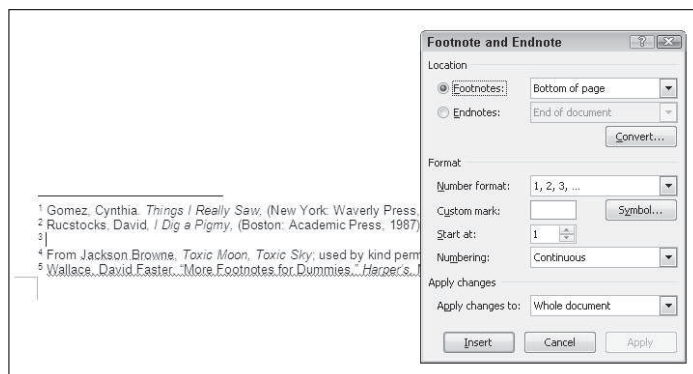 Footnote and Endnote
Location
Footnotes: Bottom of page
Endnotes: End of document
Convert...
Format
Number format: 1, 2, 3, ...
Custom mark: Symbol...
Start at: 1
Numbering: Continuous
Apply changes
Apply changes to: Whole document
Insert Cancel Apply
1 Gomez, Cynthia. Things I Really Saw, (New York: Waverly Press,
2 Rucstocks, David, I Dig a Pigmy, (Boston: Academic Press, 1987)
3
4 From Jackson Browne, Toxic Moon, Toxic Sky; used by kind perm
5 Wallace, David Faster. "More Footnotes for Dummies," Harper's,